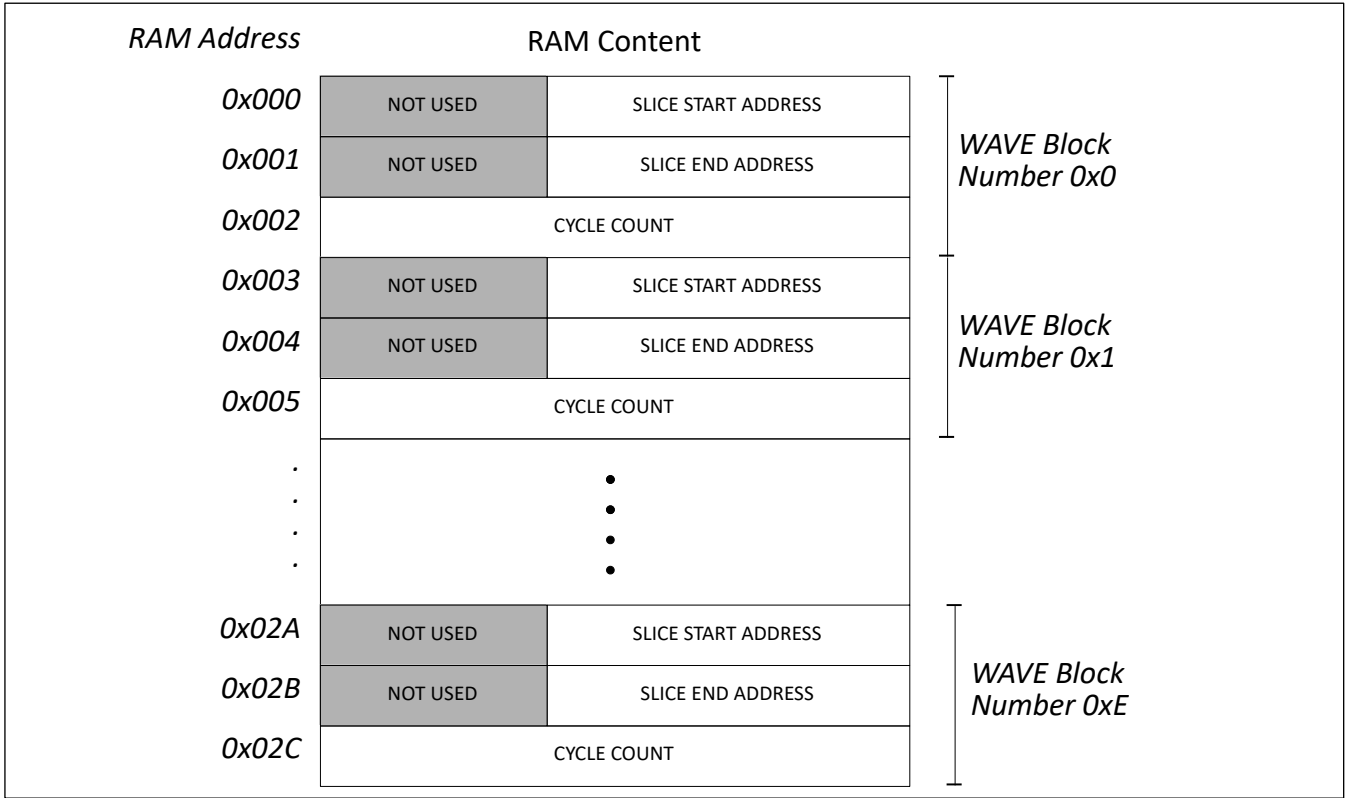 RAM Address RAM Content
0x000 NOT USED SLICE START ADDRESS
0x001 NOT USED SLICE END ADDRESS
WAVE Block
Number 0x0
0x002 CYCLE COUNT
0x003 NOT USED SLICE START ADDRESS
0x004 NOT USED SLICE END ADDRESS
WAVE Block
Number 0x1
0x005 CYCLE COUNT
0x02A NOT USED SLICE START ADDRESS
0x02B NOT USED SLICE END ADDRESS
WAVE Block
Number 0xE
0x02C CYCLE COUNT